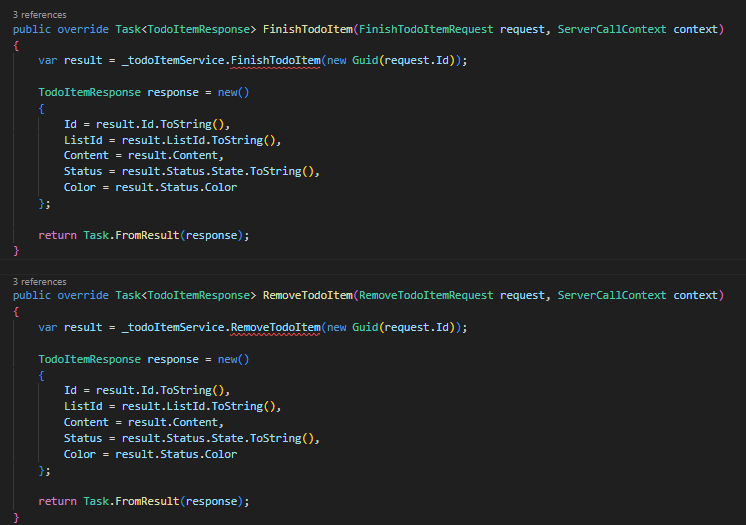 3 references
public override Task<TodoItemResponse> FinishTodoItem(FinishTodoItemRequest request, ServerCallContext context)
{
    var result = _todoItemService.FinishTodoItem(new Guid(request.Id));

    TodoItemResponse response = new()
    {
        Id = result.Id.ToString(),
        ListId = result.ListId.ToString(),
        Content = result.Content,
        Status = result.Status.State.ToString(),
        Color = result.Status.Color
    };

    return Task.FromResult(response);
}

3 references
public override Task<TodoItemResponse> RemoveTodoItem(RemoveTodoItemRequest request, ServerCallContext context)
{
    var result = _todoItemService.RemoveTodoItem(new Guid(request.Id));

    TodoItemResponse response = new()
    {
        Id = result.Id.ToString(),
        ListId = result.ListId.ToString(),
        Content = result.Content,
        Status = result.Status.State.ToString(),
        Color = result.Status.Color
    };

    return Task.FromResult(response);
}